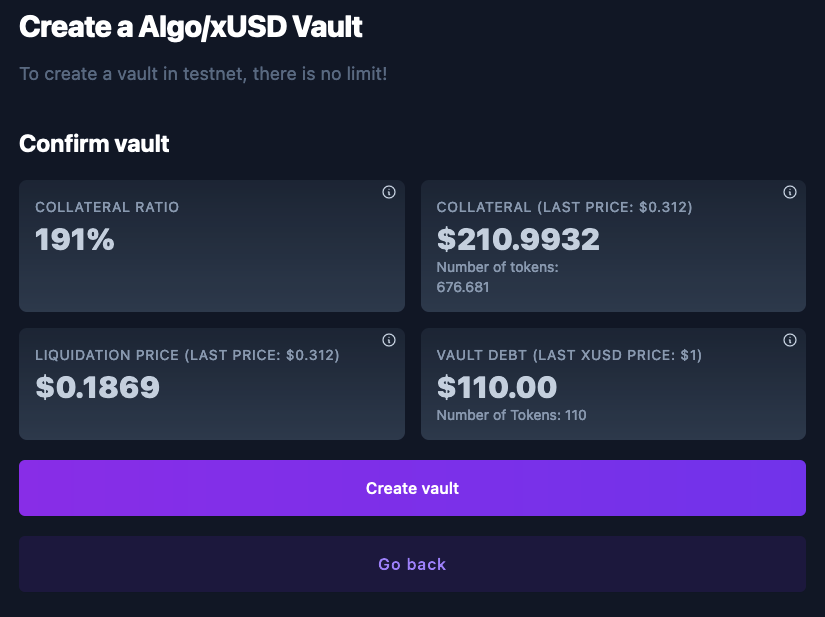 Create a Algo/xUSD Vault
To create a vault in testnet, there is no limit!
Confirm vault
COLLATERAL RATIO
191%
COLLATERAL (LAST PRICE: $0.312)
$210.9932
Number of tokens:
676.681
LIQUIDATION PRICE (LAST PRICE: $0.312)
$0.1869
VAULT DEBT (LAST XUSD PRICE: $1)
$110.00
Number of Tokens: 110
Create vault
Go back